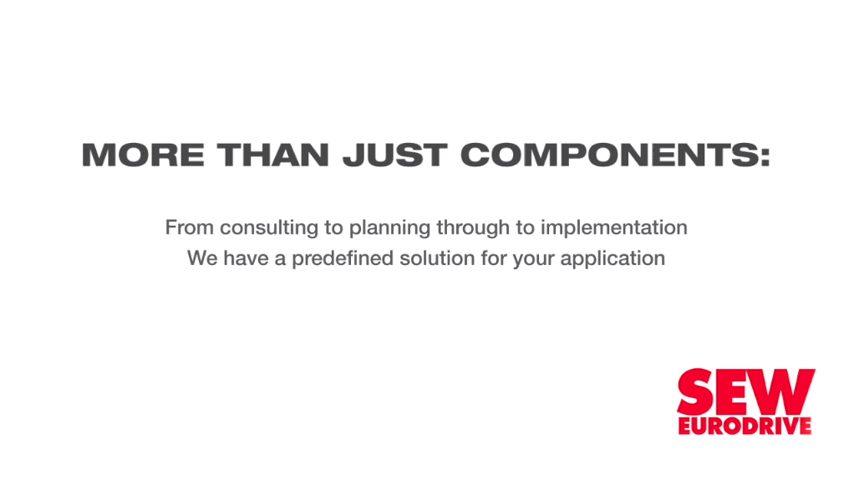 MORE THAN JUST COMPONENTS:
From consulting to planning through to implementation
We have a predefined solution for your application
SEW
EURODRIVE